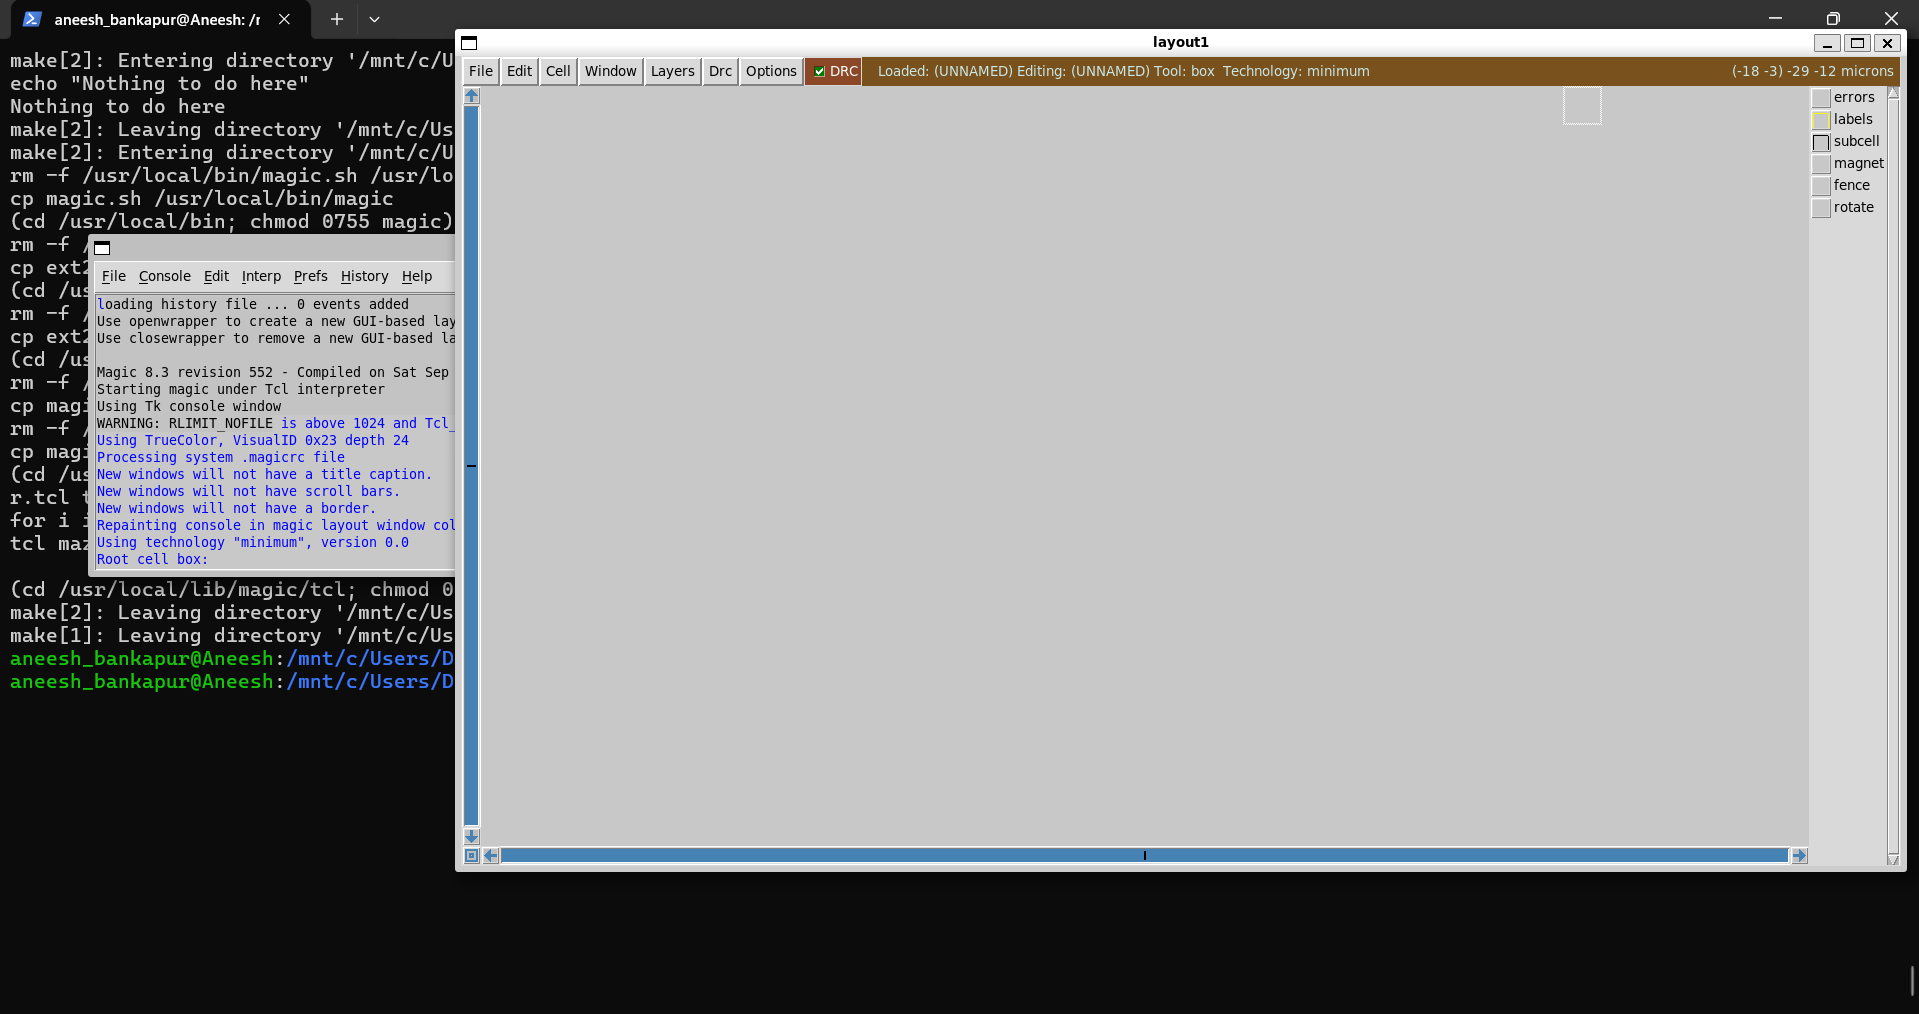 aneesh_bankapur@Aneesh: /r
make[2]: Entering directory '/mnt/c/U
echo "Nothing to do here"
Nothing to do here
make[2]: Leaving directory '/mnt/c/Us
make[2]: Entering directory '/mnt/c/U
rm -f /usr/local/bin/magic.sh /usr/lo
cp magic.sh /usr/local/bin/magic
(cd /usr/local/bin; chmod 0755 magic)
rm -f /
cp ext2
(cd /us
rm -f /
cp ext2
(cd /us
rm -f /
cp magi
rm -f /
cp magi
(cd /us
r.tcl t
for i i
tcl maz
(cd /usr/local/lib/magic/tcl; chmod 0
make[2]: Leaving directory '/mnt/c/Us
make[1]: Leaving directory '/mnt/c/Us
aneesh_bankapur@Aneesh:/mnt/c/Users/D
aneesh_bankapur@Aneesh:/mnt/c/Users/D
File Console Edit Interp Prefs History Help
loading history file ... 0 events added
Use openwrapper to create a new GUI-based lay
Use closewrapper to remove a new GUI-based la
Magic 8.3 revision 552 - Compiled on Sat Sep
Starting magic under Tcl interpreter
Using Tk console window
WARNING: RLIMIT_NOFILE is above 1024 and Tcl_
Using TrueColor, VisualID 0x23 depth 24
Processing system .magicrc file
New windows will not have a title caption.
New windows will not have scroll bars.
New windows will not have a border.
Repainting console in magic layout window col
Using technology "minimum", version 0.0
Root cell box:
layout1
File Edit Cell Window Layers Drc Options DRC Loaded: (UNNAMED) Editing: (UNNAMED) Tool: box Technology: minimum (-18 -3) -29 -12 microns
errors
labels
subcell
magnet
fence
rotate